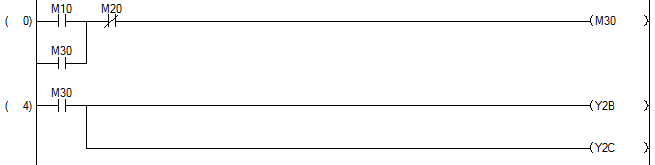 M10 M20
( 0) (M30 )
M30
M30
( 4) (Y2B )
(Y2C )